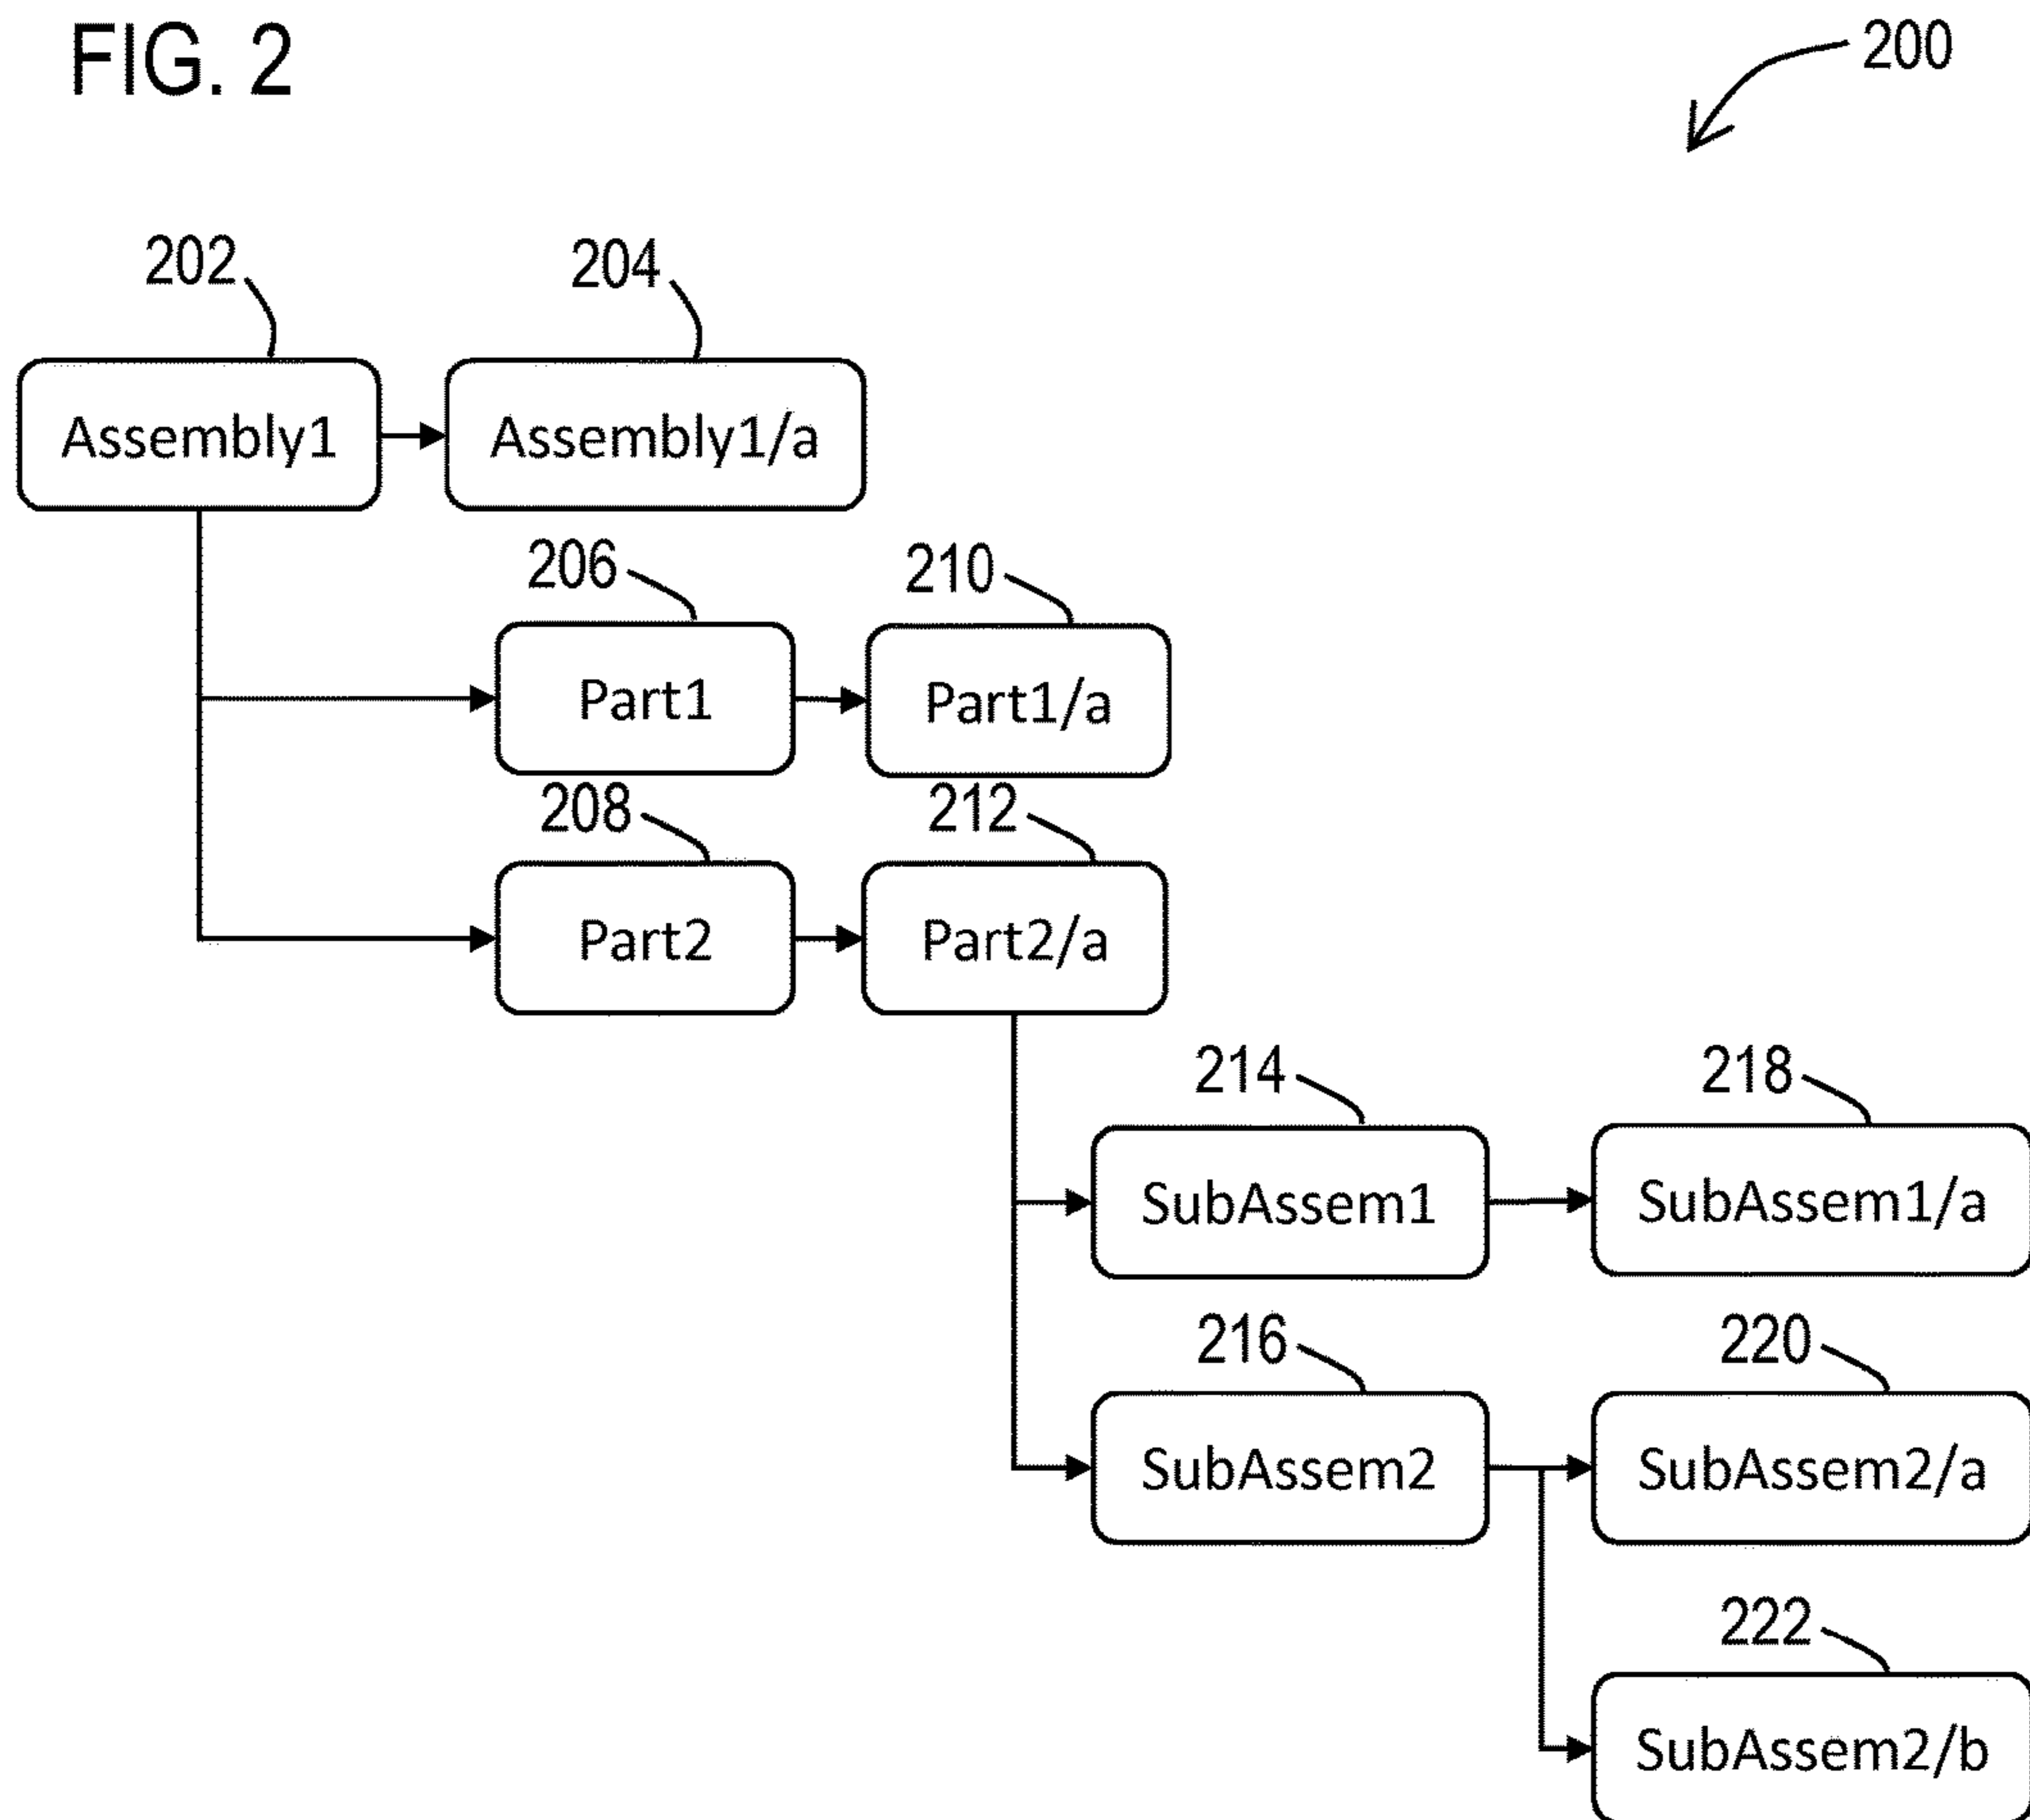 FIG. 2
200
202
204
Assembly1
Assembly1/a
206
210
Part1
Part1/a
208
212
Part2
Part2/a
214
218
SubAssem1
SubAssem1/a
216
220
SubAssem2
SubAssem2/a
222
SubAssem2/b